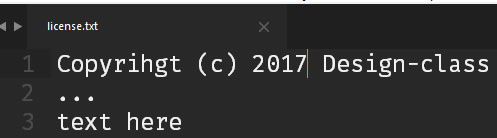 license.txt
1 Copyrihgt (c) 2017 Design-class
2 ...
3 text here